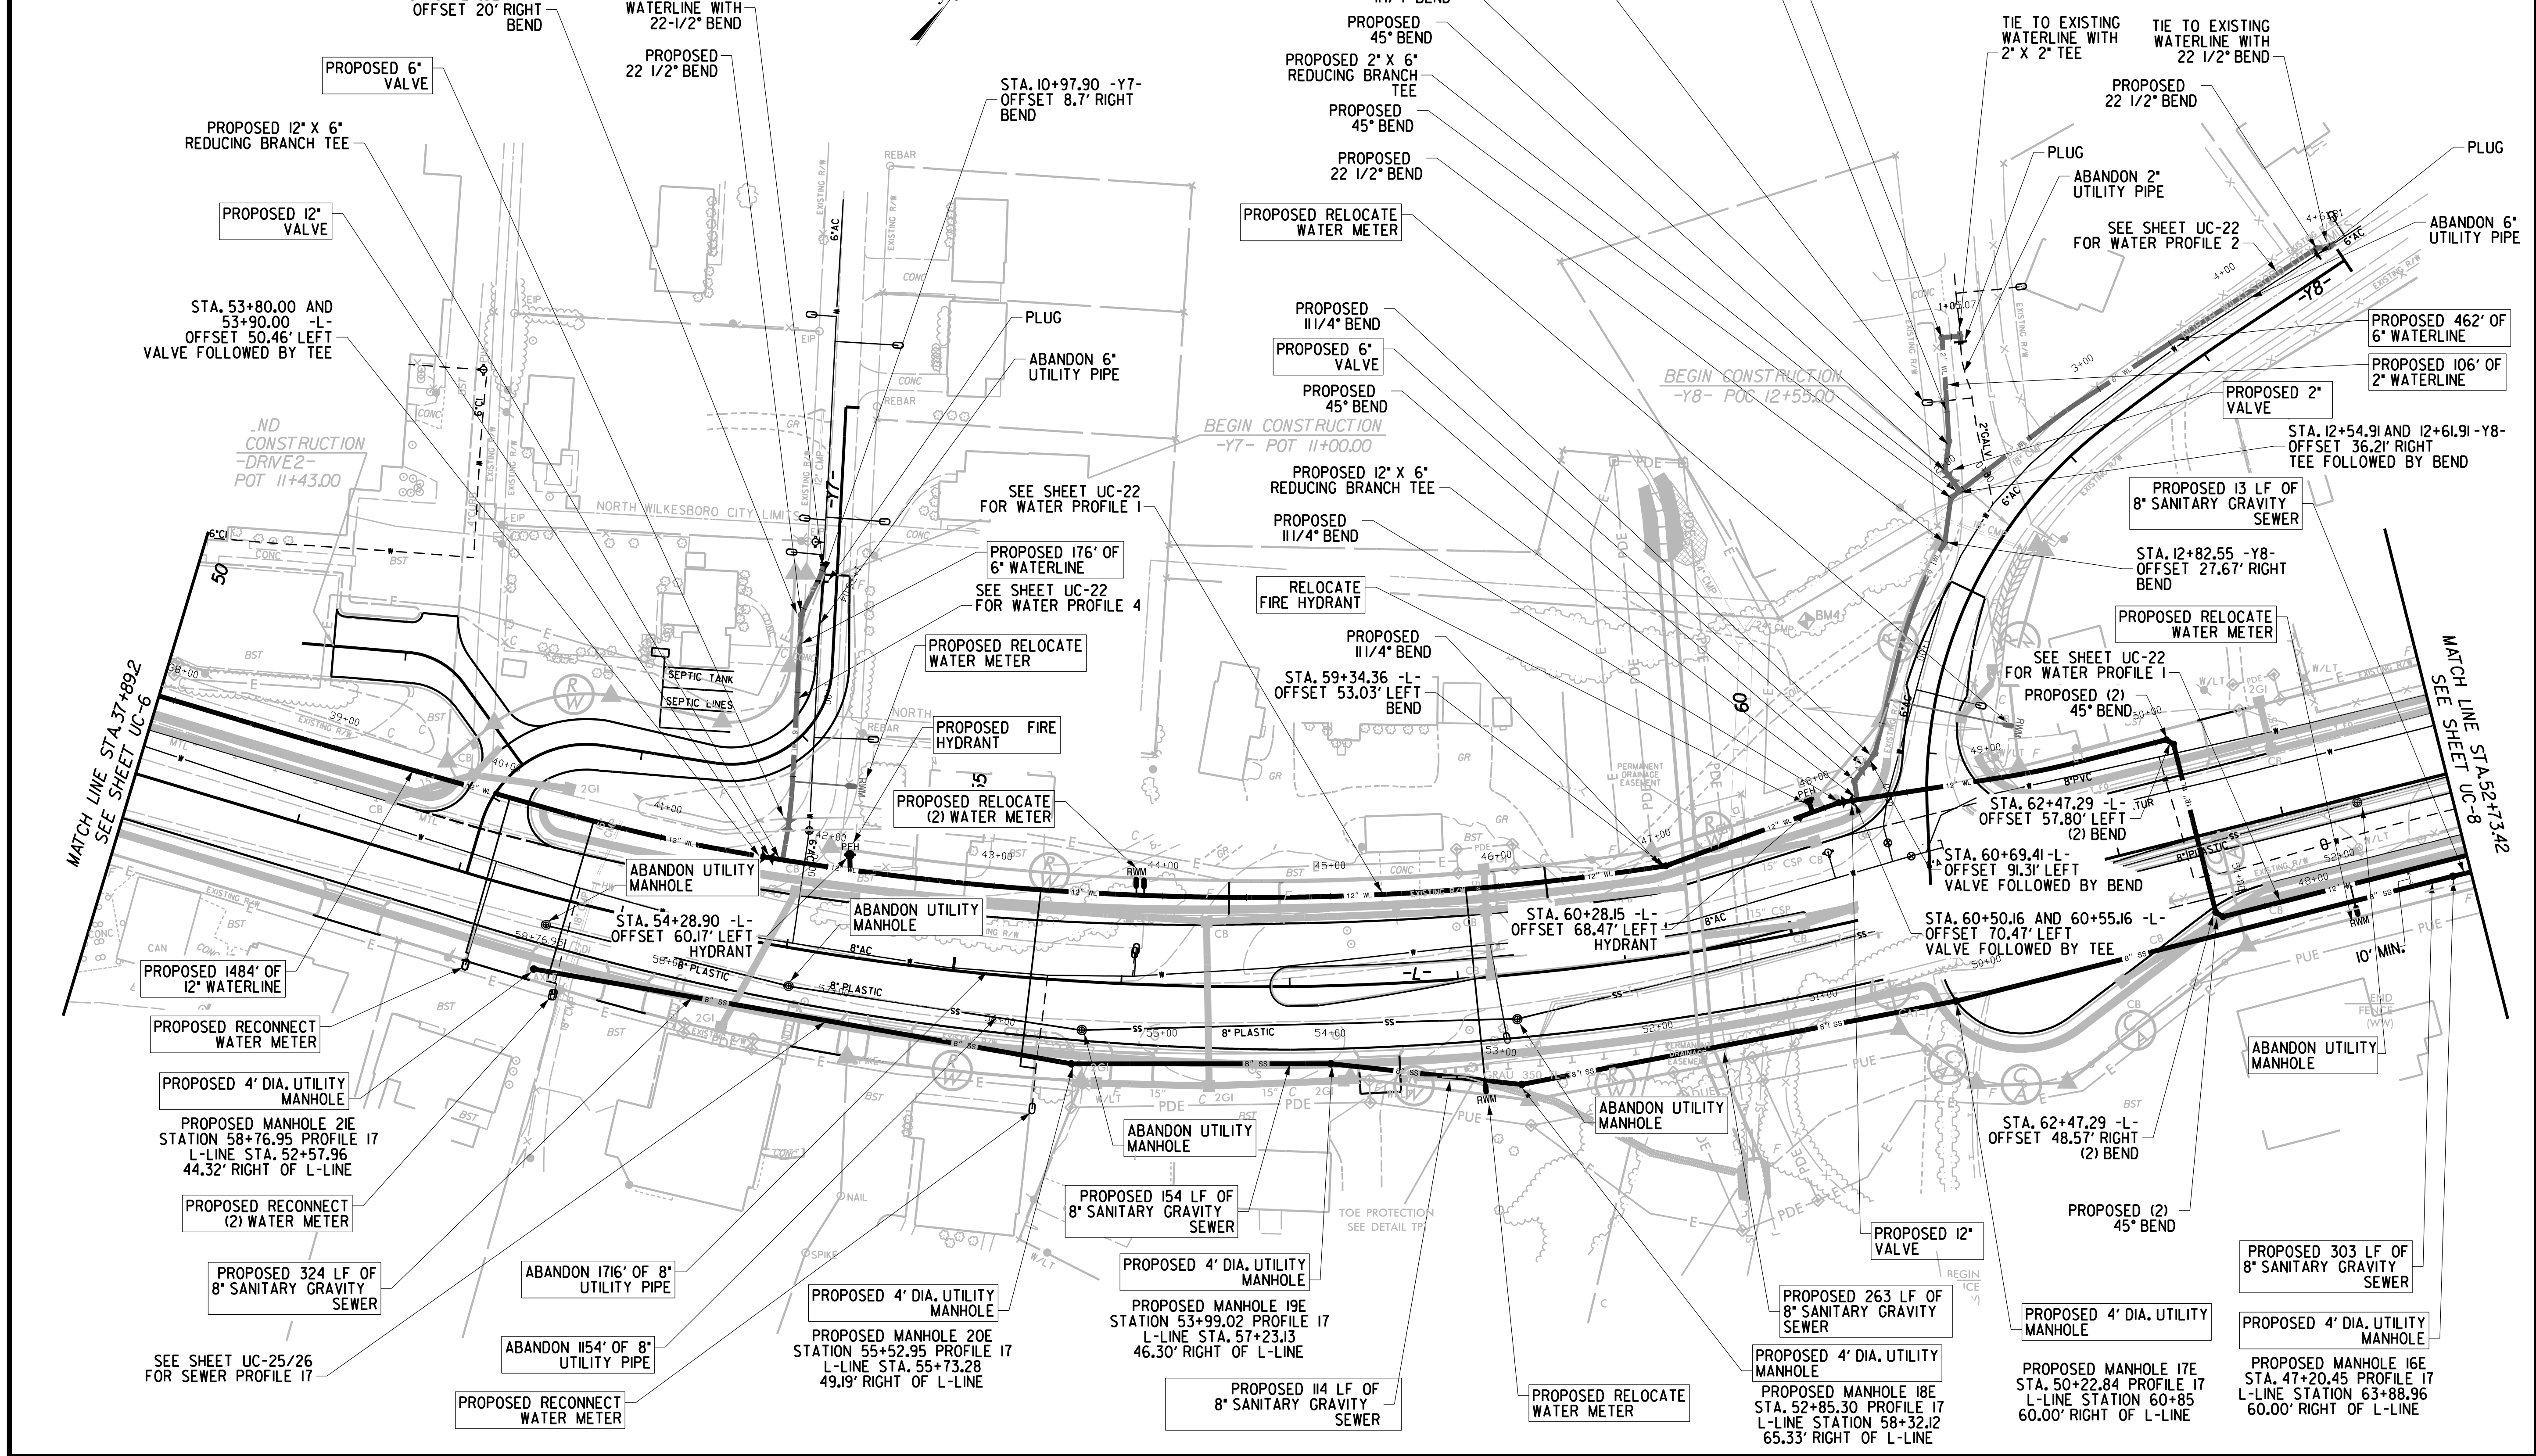 OFFSET 20' RIGHT
BEND
WATERLINE WITH
22-1/2° BEND
PROPOSED
22 1/2° BEND
PROPOSED 6"
VALVE
PROPOSED 12" X 6"
REDUCING BRANCH TEE
PROPOSED 12"
VALVE
STA. 53+80.00 AND
53+90.00 -L-
OFFSET 50.46' LEFT
VALVE FOLLOWED BY TEE
STA. 10+97.90 -Y7-
OFFSET 8.7' RIGHT
BEND
PROPOSED
45° BEND
PROPOSED 2" X 6"
REDUCING BRANCH
TEE
PROPOSED
45° BEND
PROPOSED
22 1/2° BEND
PROPOSED RELOCATE
WATER METER
PROPOSED
11 1/4° BEND
PROPOSED 6"
VALVE
PROPOSED
45° BEND
PROPOSED 12" X 6"
REDUCING BRANCH TEE
PROPOSED
11 1/4° BEND
RELOCATE
FIRE HYDRANT
PROPOSED
11 1/4° BEND
STA. 59+34.36 -L-
OFFSET 53.03' LEFT
BEND
TIE TO EXISTING
WATERLINE WITH
2" X 2" TEE
TIE TO EXISTING
WATERLINE WITH
22 1/2° BEND
PROPOSED
22 1/2° BEND
PLUG
PLUG
ABANDON 2"
UTILITY PIPE
SEE SHEET UC-22
FOR WATER PROFILE 2
ABANDON 6"
UTILITY PIPE
PROPOSED 462' OF
6" WATERLINE
PROPOSED 106' OF
2" WATERLINE
PROPOSED 2"
VALVE
STA. 12+54.91 AND 12+61.91 -Y8-
OFFSET 36.21' RIGHT
TEE FOLLOWED BY BEND
PROPOSED 13 LF OF
8" SANITARY GRAVITY
SEWER
STA. 12+82.55 -Y8-
OFFSET 27.67' RIGHT
BEND
PROPOSED RELOCATE
WATER METER
SEE SHEET UC-22
FOR WATER PROFILE 1
PROPOSED (2)
45° BEND
PLUG
ABANDON 6"
UTILITY PIPE
BEGIN CONSTRUCTION
-Y7- POT 11+00.00
BEGIN CONSTRUCTION
-Y8- POC 12+55.00
CONSTRUCTION
-DRIVE2-
POT 11+43.00
NORTH WILKESBORO CITY LIMITS
SEE SHEET UC-22
FOR WATER PROFILE 1
PROPOSED 176' OF
6" WATERLINE
SEE SHEET UC-22
FOR WATER PROFILE 4
PROPOSED RELOCATE
WATER METER
PROPOSED FIRE
HYDRANT
PROPOSED RELOCATE
(2) WATER METER
SEPTIC TANK
SEPTIC LINES
MATCH LINE STA.37+89.2
SEE SHEET UC-6
MATCH LINE STA.52+73.42
SEE SHEET UC-8
50
60
-Y7-
-Y8-
-L-
ABANDON UTILITY
MANHOLE
STA. 54+28.90 -L-
OFFSET 60.17' LEFT
HYDRANT
ABANDON UTILITY
MANHOLE
STA. 60+28.15 -L-
OFFSET 68.47' LEFT
HYDRANT
STA. 62+47.29 -L-
OFFSET 57.80' LEFT
(2) BEND
STA. 60+69.41 -L-
OFFSET 91.31' LEFT
VALVE FOLLOWED BY BEND
STA. 60+50.16 AND 60+55.16 -L-
OFFSET 70.47' LEFT
VALVE FOLLOWED BY TEE
PERMANENT
DRAINAGE
EASEMENT
10' MIN.
PROPOSED 1484' OF
12" WATERLINE
PROPOSED RECONNECT
WATER METER
PROPOSED 4' DIA. UTILITY
MANHOLE
PROPOSED MANHOLE 21E
STATION 58+76.95 PROFILE 17
L-LINE STA. 52+57.96
44.32' RIGHT OF L-LINE
PROPOSED RECONNECT
(2) WATER METER
PROPOSED 324 LF OF
8" SANITARY GRAVITY
SEWER
SEE SHEET UC-25/26
FOR SEWER PROFILE 17
ABANDON 1716' OF 8"
UTILITY PIPE
ABANDON 1154' OF 8"
UTILITY PIPE
PROPOSED RECONNECT
WATER METER
PROPOSED 4' DIA. UTILITY
MANHOLE
PROPOSED MANHOLE 20E
STATION 55+52.95 PROFILE 17
L-LINE STA. 55+73.28
49.19' RIGHT OF L-LINE
ABANDON UTILITY
MANHOLE
PROPOSED 154 LF OF
8" SANITARY GRAVITY
SEWER
PROPOSED 4' DIA. UTILITY
MANHOLE
PROPOSED MANHOLE 19E
STATION 53+99.02 PROFILE 17
L-LINE STA. 57+23.13
46.30' RIGHT OF L-LINE
PROPOSED 114 LF OF
8" SANITARY GRAVITY
SEWER
TOE PROTECTION
SEE DETAIL TP
ABANDON UTILITY
MANHOLE
PROPOSED RELOCATE
WATER METER
PROPOSED 12"
VALVE
PROPOSED 263 LF OF
8" SANITARY GRAVITY
SEWER
PROPOSED 4' DIA. UTILITY
MANHOLE
PROPOSED MANHOLE 18E
STA. 52+85.30 PROFILE 17
L-LINE STATION 58+32.12
65.33' RIGHT OF L-LINE
PROPOSED 4' DIA. UTILITY
MANHOLE
PROPOSED MANHOLE 17E
STA. 50+22.84 PROFILE 17
L-LINE STATION 60+85
60.00' RIGHT OF L-LINE
STA. 62+47.29 -L-
OFFSET 48.57' RIGHT
(2) BEND
PROPOSED (2)
45° BEND
END
FENCE
(WW)
ABANDON UTILITY
MANHOLE
PROPOSED 303 LF OF
8" SANITARY GRAVITY
SEWER
PROPOSED 4' DIA. UTILITY
MANHOLE
PROPOSED MANHOLE 16E
STA. 47+20.45 PROFILE 17
L-LINE STATION 63+88.96
60.00' RIGHT OF L-LINE